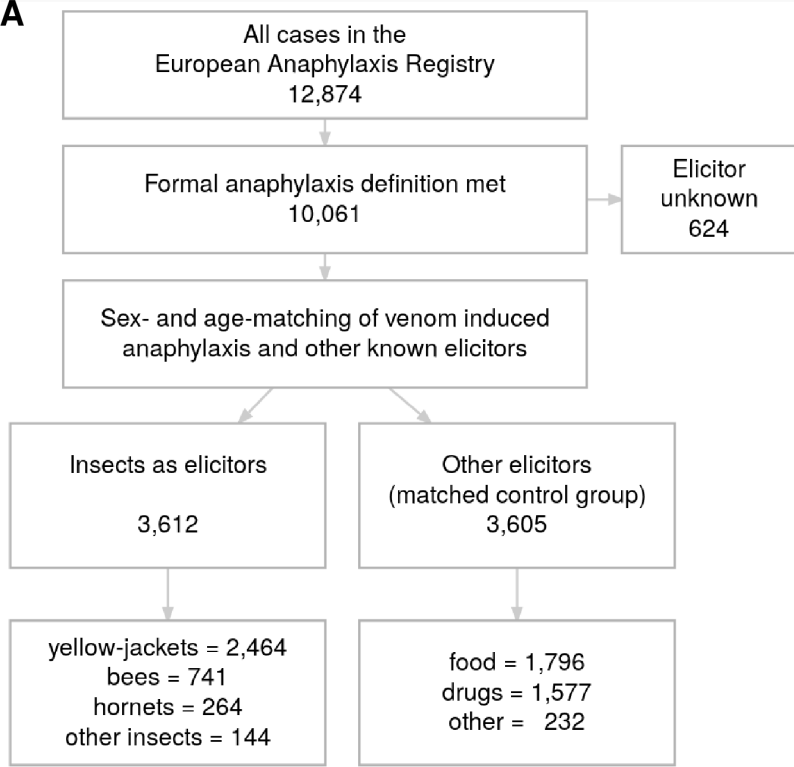 A
All cases in the
European Anaphylaxis Registry
12,874
Formal anaphylaxis definition met
10,061
Elicitor
unknown
624
Sex- and age-matching of venom induced
anaphylaxis and other known elicitors
Insects as elicitors
3,612
Other elicitors
(matched control group)
3,605
yellow-jackets = 2,464
bees = 741
hornets = 264
other insects = 144
food = 1,796
drugs = 1,577
other = 232